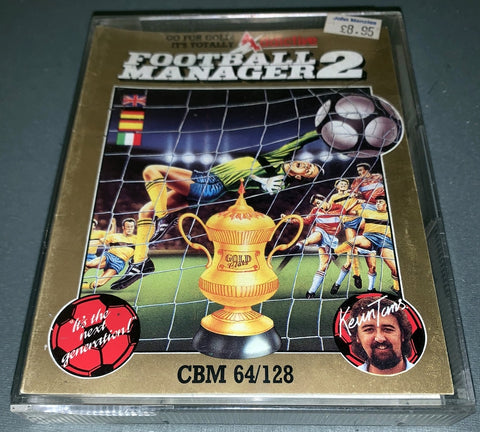 GO FOR GOLD
IT'S TOTALLY Addictive
John Menzies
£8.95
FOOTBALL
MANAGER 2
GOLD
"It's the
next
generation!"
Kevin Toms
CBM 64/128